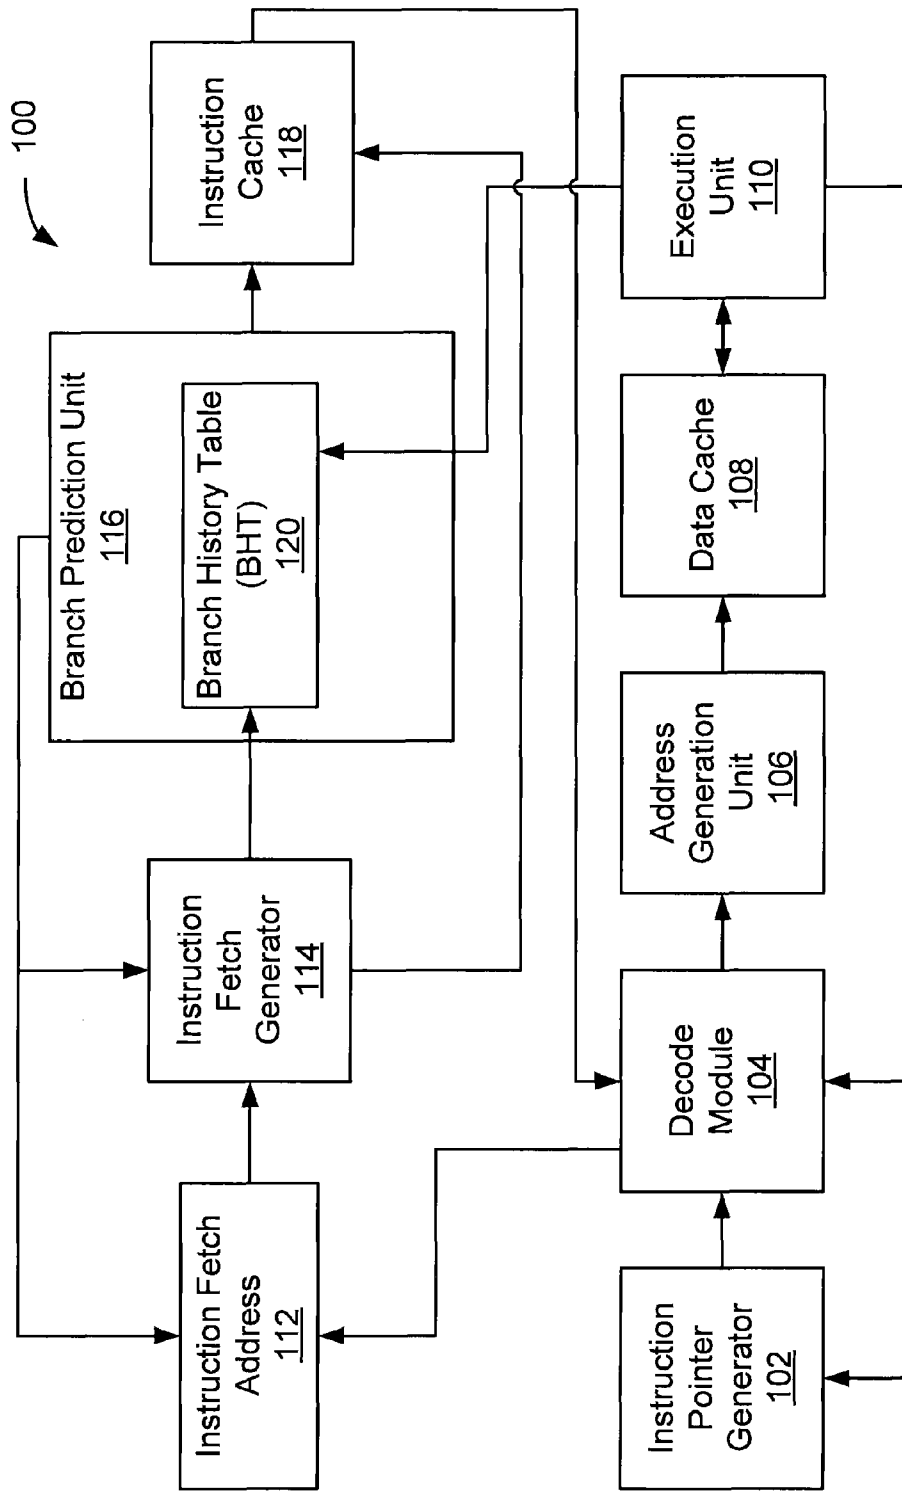 100
Instruction Fetch
Address
112
Instruction
Fetch
Generator
114
Branch Prediction Unit
116
Branch History Table
(BHT)
120
Instruction
Cache
118
Instruction
Pointer
Generator
102
Decode
Module
104
Address
Generation
Unit
106
Data Cache
108
Execution
Unit
110